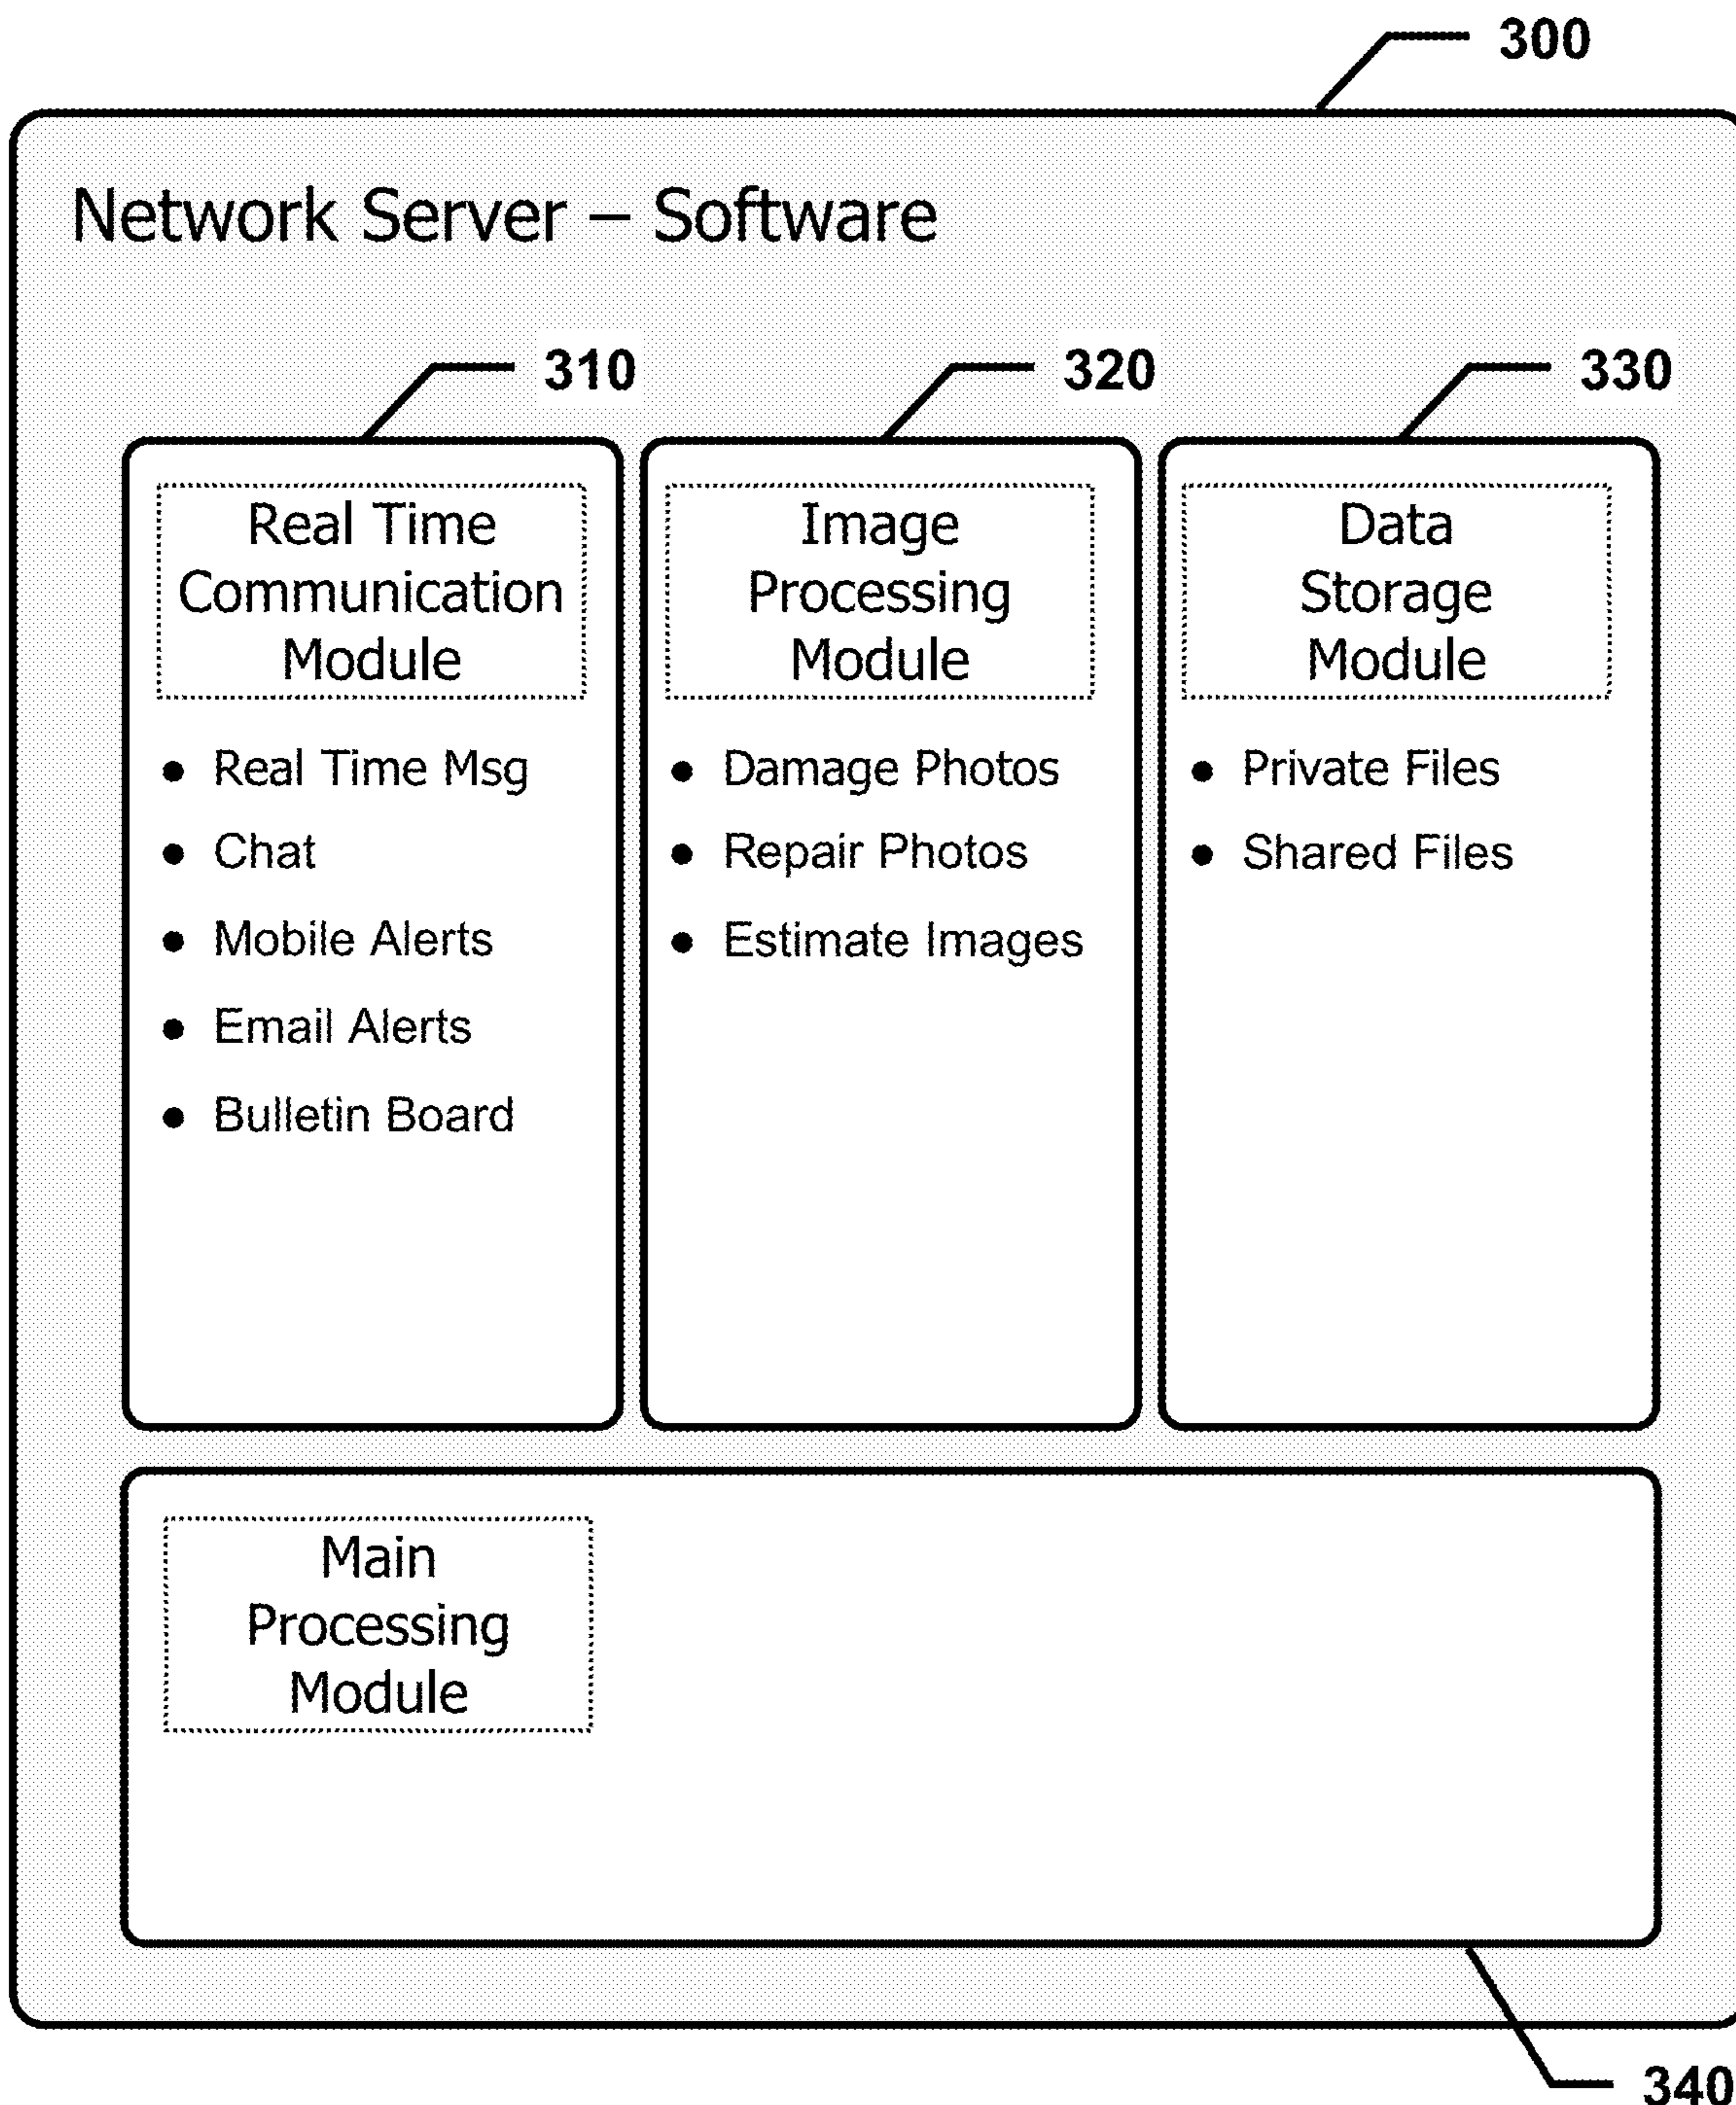 300
Network Server – Software
310
320
330
Real Time
Communication
Module
• Real Time Msg
• Chat
• Mobile Alerts
• Email Alerts
• Bulletin Board
Image
Processing
Module
• Damage Photos
• Repair Photos
• Estimate Images
Data
Storage
Module
• Private Files
• Shared Files
Main
Processing
Module
340